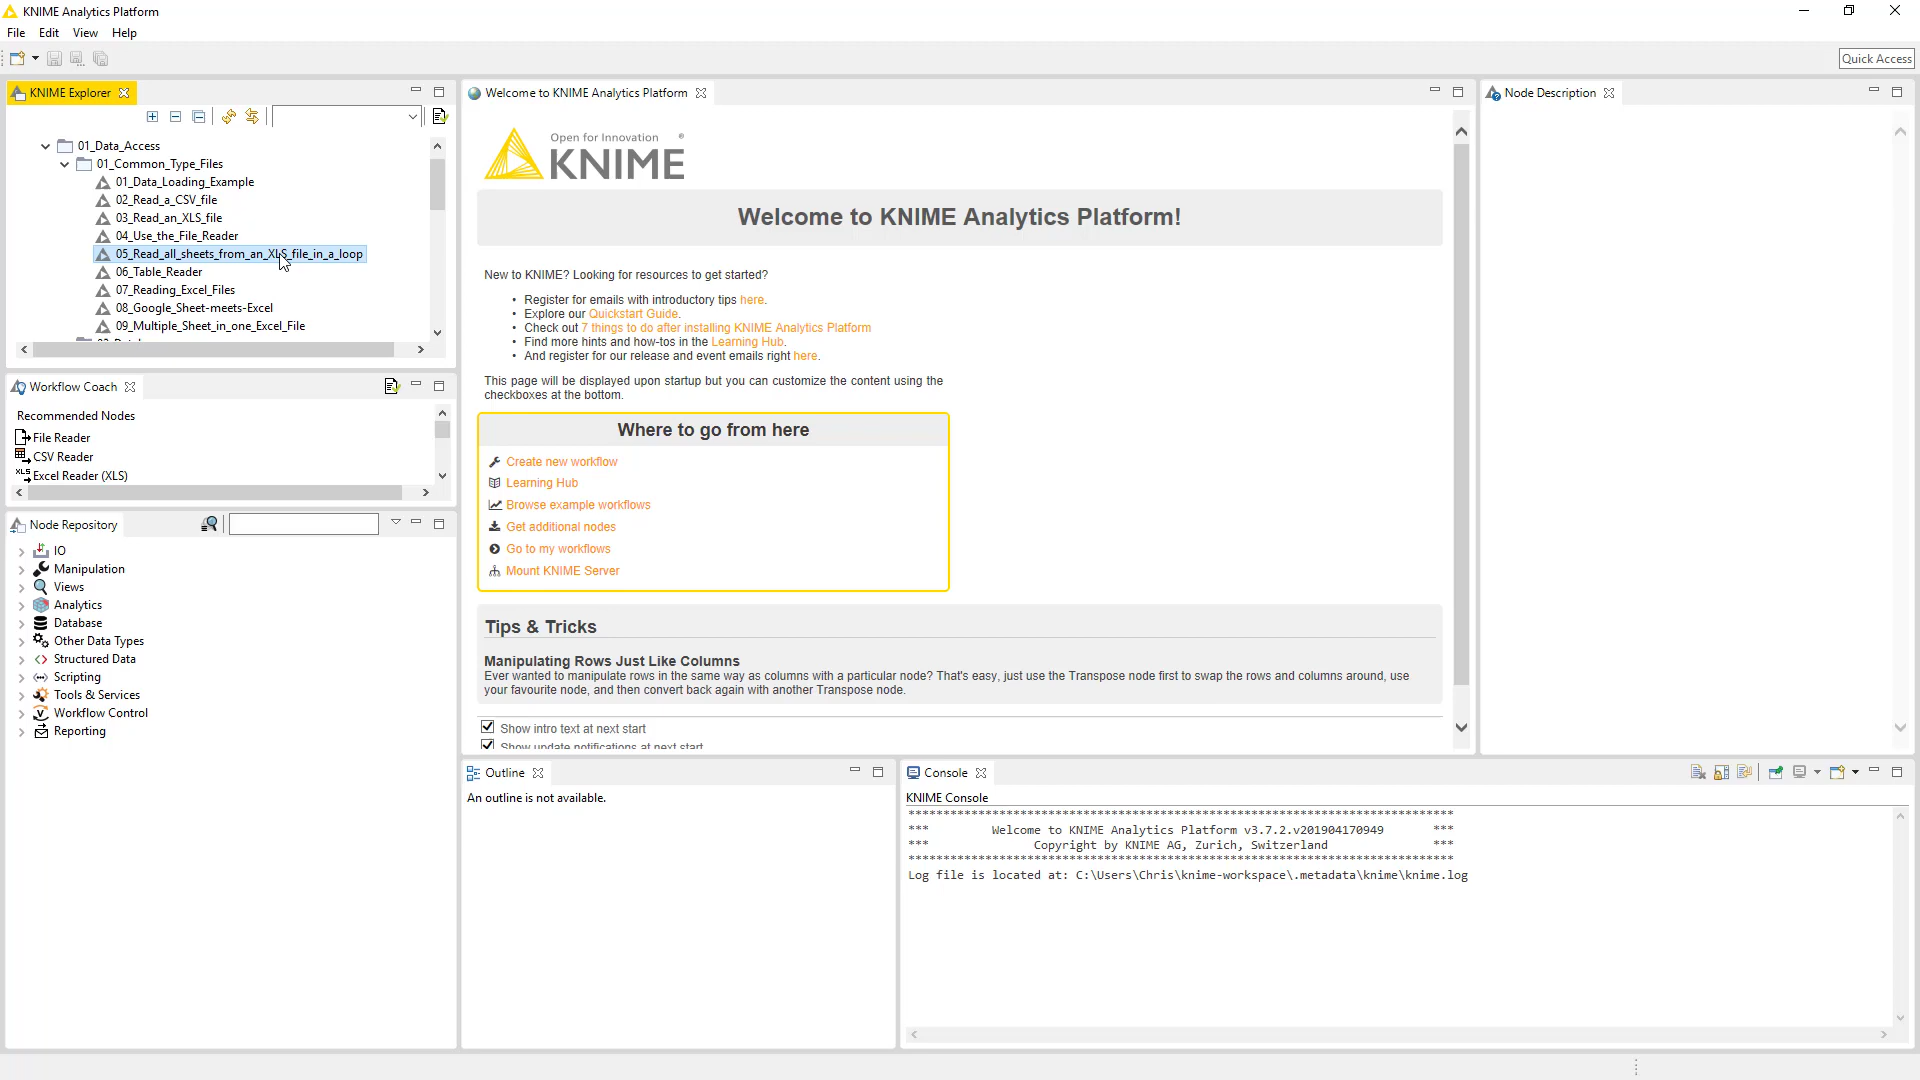 KNIME Analytics Platform
File Edit View Help
Quick Access
KNIME Explorer
01_Data_Access
01_Common_Type_Files
01_Data_Loading_Example
02_Read_a_CSV_file
03_Read_an_XLS_file
04_Use_the_File_Reader
05_Read_all_sheets_from_an_XLS_file_in_a_loop
06_Table_Reader
07_Reading_Excel_Files
08_Google_Sheet-meets-Excel
09_Multiple_Sheet_in_one_Excel_File
Workflow Coach
Recommended Nodes
File Reader
CSV Reader
XLS Excel Reader (XLS)
Node Repository
IO
Manipulation
Views
Analytics
Database
Other Data Types
Structured Data
Scripting
Tools & Services
Workflow Control
Reporting
Welcome to KNIME Analytics Platform
Open for Innovation ®
KNIME
Welcome to KNIME Analytics Platform!
New to KNIME? Looking for resources to get started?
• Register for emails with introductory tips here.
• Explore our Quickstart Guide.
• Check out 7 things to do after installing KNIME Analytics Platform
• Find more hints and how-tos in the Learning Hub.
• And register for our release and event emails right here.
This page will be displayed upon startup but you can customize the content using the
checkboxes at the bottom.
Where to go from here
Create new workflow
Learning Hub
Browse example workflows
Get additional nodes
Go to my workflows
Mount KNIME Server
Tips & Tricks
Manipulating Rows Just Like Columns
Ever wanted to manipulate rows in the same way as columns with a particular node? That's easy, just use the Transpose node first to swap the rows and columns around, use
your favourite node, and then convert back again with another Transpose node.
Show intro text at next start
Show update notifications at next start
Node Description
Outline
An outline is not available.
Console
KNIME Console
******************************************************************************
*** Welcome to KNIME Analytics Platform v3.7.2.v201904170949 ***
*** Copyright by KNIME AG, Zurich, Switzerland ***
******************************************************************************
Log file is located at: C:\Users\Chris\knime-workspace\.metadata\knime\knime.log